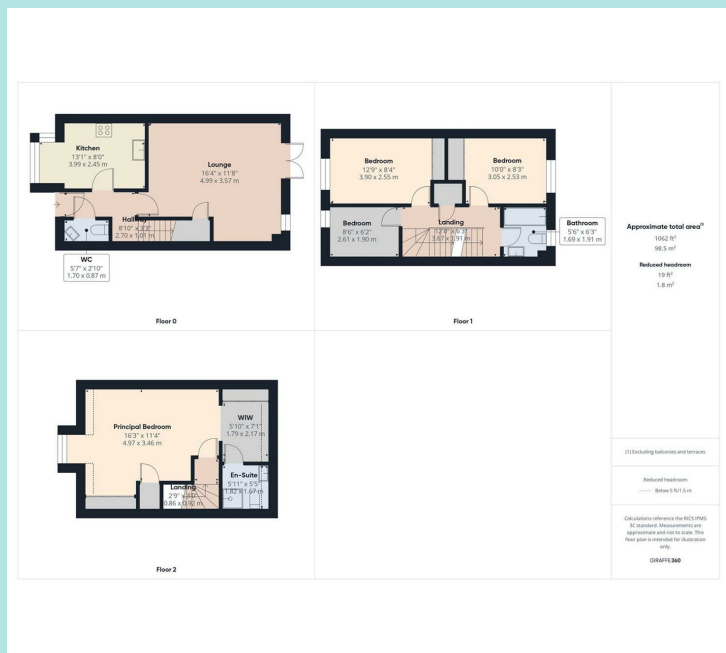 Kitchen
13'1" x 8'0"
3.99 x 2.45 m
Lounge
16'4" x 11'8"
4.99 x 3.57 m
8'10" x 3'3"
2.70 x 1.01 m
WC
5'7" x 2'10"
1.70 x 0.87 m
Floor 0
Bedroom
12'9" x 8'4"
3.90 x 2.55 m
Bedroom
10'0" x 8'3"
3.05 x 2.53 m
Bedroom
8'6" x 6'2"
2.61 x 1.90 m
Landing
12'0" x 6'3"
3.67 x 1.91 m
Bathroom
5'6" x 6'3"
1.69 x 1.91 m
Floor 1
Approximate total area(1)
1062 ft²
98.5 m²
Reduced headroom
19 ft²
1.8 m²
Principal Bedroom
16'3" x 11'4"
4.97 x 3.46 m
WIW
5'10" x 7'1"
1.79 x 2.17 m
Landing
2'9" x 3'0"
0.86 x 0.92 m
En-Suite
5'11" x 5'5"
1.82 x 1.67 m
Floor 2
(1) Excluding balconies and terraces
Reduced headroom
Below 5 ft/1.5 m
Calculations reference the RICS IPMS
3C standard. Measurements are
approximate and not to scale. This
floor plan is intended for illustration
only.
GIRAFFE360